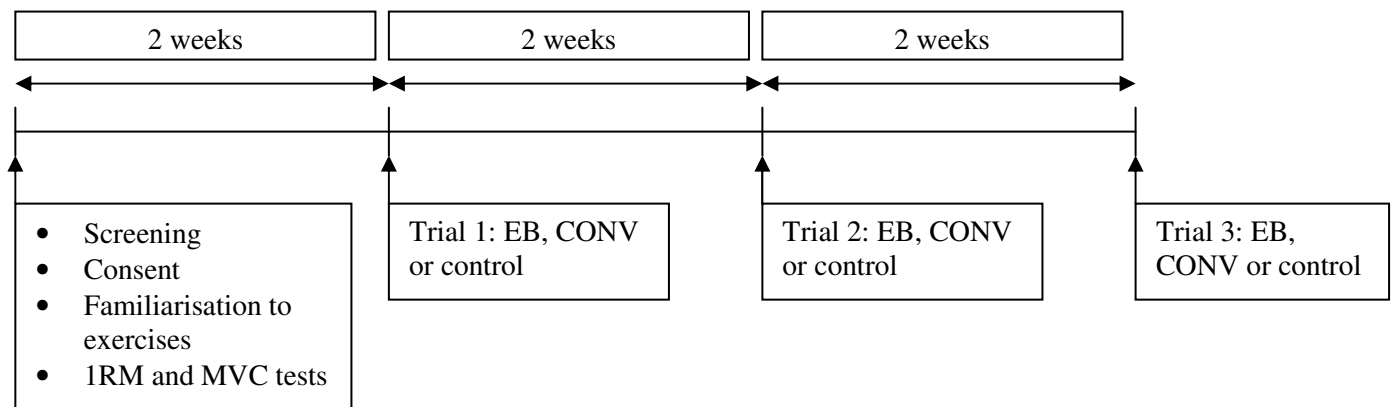 2 weeks
2 weeks
2 weeks
• Screening
• Consent
• Familiarisation to
exercises
• 1RM and MVC tests
Trial 1: EB, CONV
or control
Trial 2: EB, CONV
or control
Trial 3: EB,
CONV or control